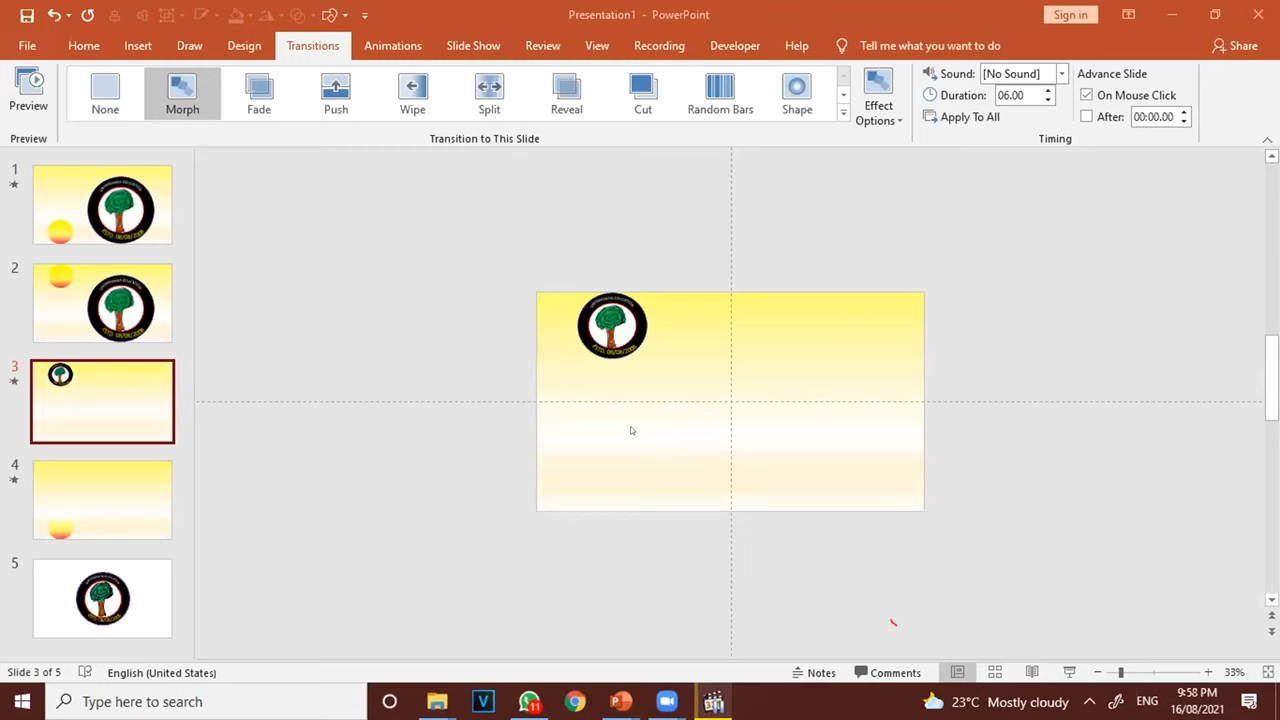 Presentation1 - PowerPoint
Sign in
File Home Insert Draw Design Transitions Animations Slide Show Review View Recording Developer Help Tell me what you want to do Share
Preview
None Morph Fade Push Wipe Split Reveal Cut Random Bars Shape
Effect Options
Sound: [No Sound]
Duration: 06.00
Apply To All
Advance Slide
On Mouse Click
After: 00:00.00
Preview Transition to This Slide Timing
1
2
3
4
5
ESTD. 08/08/2008
Slide 3 of 5 English (United States) Notes Comments 33%
Type here to search
11
23°C Mostly cloudy ENG
9:58 PM
16/08/2021